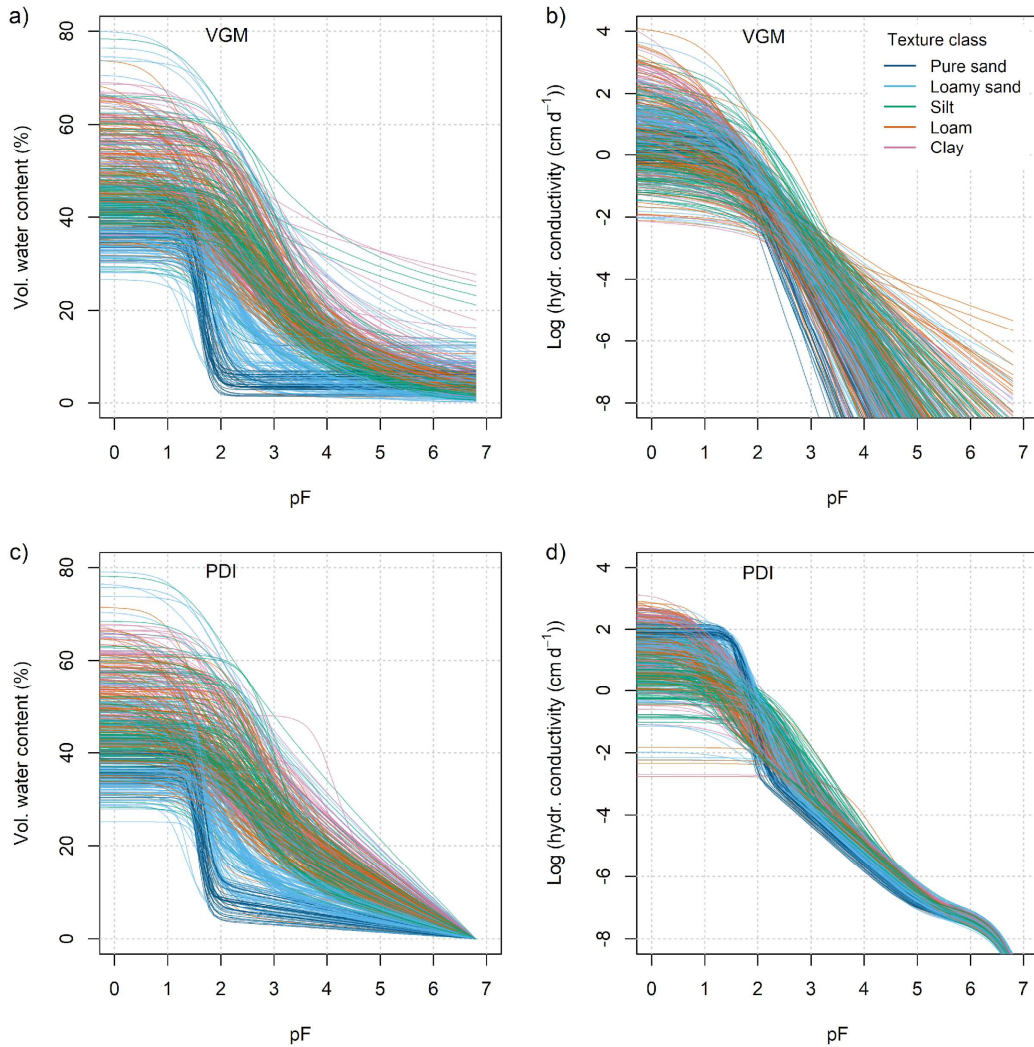 a)
VGM
Vol. water content (%)
80
60
40
20
0
0 1 2 3 4 5 6 7
pF
b)
VGM
Texture class
Pure sand
Loamy sand
Silt
Loam
Clay
Log (hydr. conductivity (cm d⁻¹))
4
2
0
-2
-4
-6
-8
0 1 2 3 4 5 6 7
pF
c)
PDI
Vol. water content (%)
80
60
40
20
0
0 1 2 3 4 5 6 7
pF
d)
PDI
Log (hydr. conductivity (cm d⁻¹))
4
2
0
-2
-4
-6
-8
0 1 2 3 4 5 6 7
pF